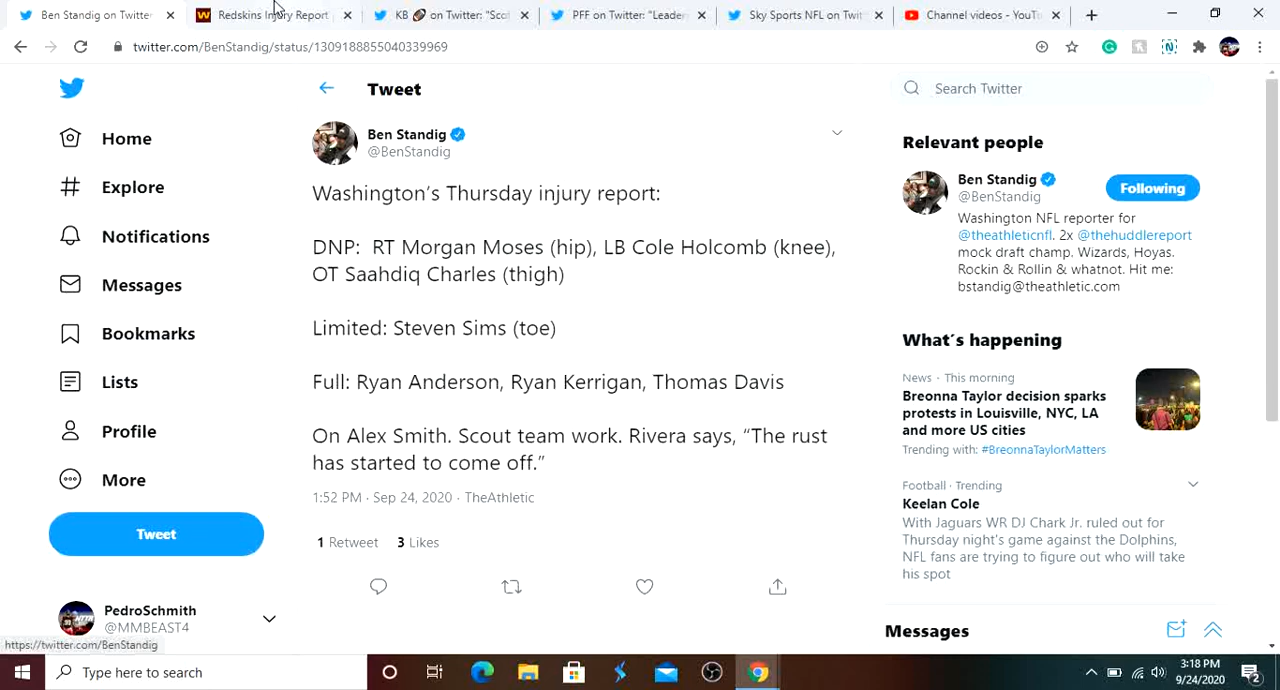 Ben Standig on Twitter
Redskins Injury Report
KB 🏈 on Twitter: "Scot
PFF on Twitter: "Leader
Sky Sports NFL on Twit
Channel videos - YouTu
twitter.com/BenStandig/status/1309188855040339969
Tweet
Search Twitter
Home
Explore
Notifications
Messages
Bookmarks
Lists
Profile
More
Tweet
PedroSchmith
@MMBEAST4
https://twitter.com/BenStandig
Ben Standig
@BenStandig
Washington's Thursday injury report:
DNP: RT Morgan Moses (hip), LB Cole Holcomb (knee),
OT Saahdiq Charles (thigh)
Limited: Steven Sims (toe)
Full: Ryan Anderson, Ryan Kerrigan, Thomas Davis
On Alex Smith. Scout team work. Rivera says, “The rust
has started to come off.”
1:52 PM · Sep 24, 2020 · TheAthletic
1 Retweet 3 Likes
Relevant people
Ben Standig
@BenStandig
Following
Washington NFL reporter for
@theathleticnfl. 2x @thehuddlereport
mock draft champ. Wizards, Hoyas.
Rockin & Rollin & whatnot. Hit me:
bstandig@theathletic.com
What´s happening
News · This morning
Breonna Taylor decision sparks
protests in Louisville, NYC, LA
and more US cities
Trending with: #BreonnaTaylorMatters
Football · Trending
Keelan Cole
With Jaguars WR DJ Chark Jr. ruled out for
Thursday night's game against the Dolphins,
NFL fans are trying to figure out who will take
his spot
Messages
Type here to search
3:18 PM
9/24/2020
2